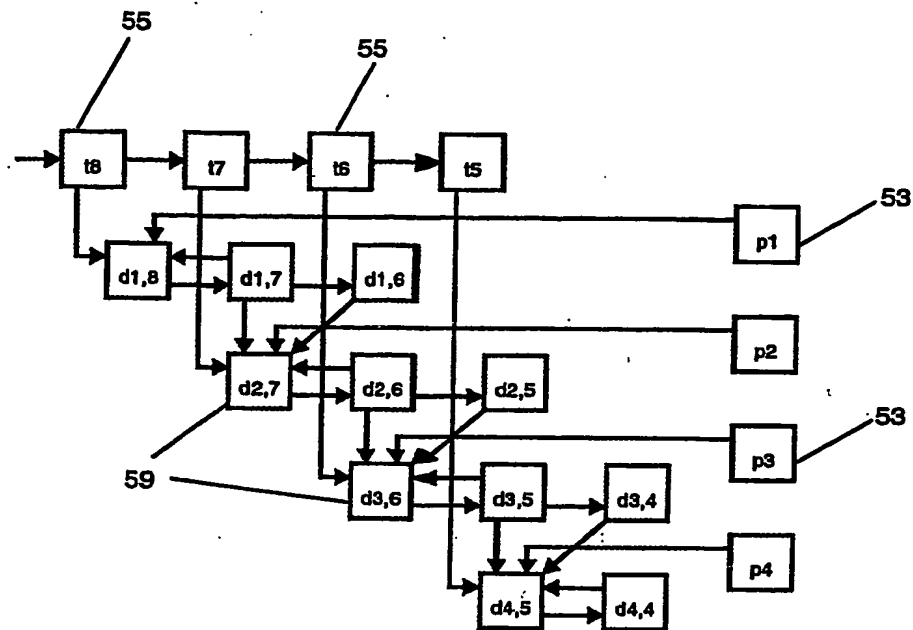 55
55
t8
t7
t6
t5
p1
53
d1,8
d1,7
d1,6
p2
d2,7
d2,6
d2,5
p3
53
59
d3,6
d3,5
d3,4
p4
d4,5
d4,4